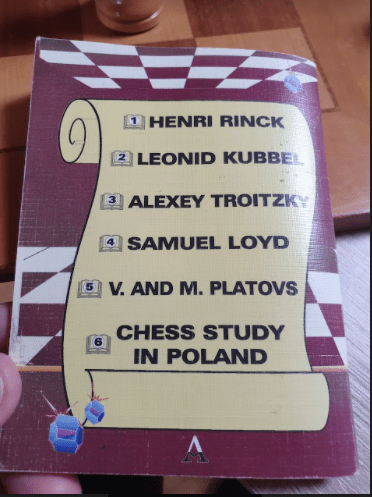 1 HENRI RINCK
2 LEONID KUBBEL
3 ALEXEY TROITZKY
4 SAMUEL LOYD
5 V. AND M. PLATOVS
6 CHESS STUDY
IN POLAND